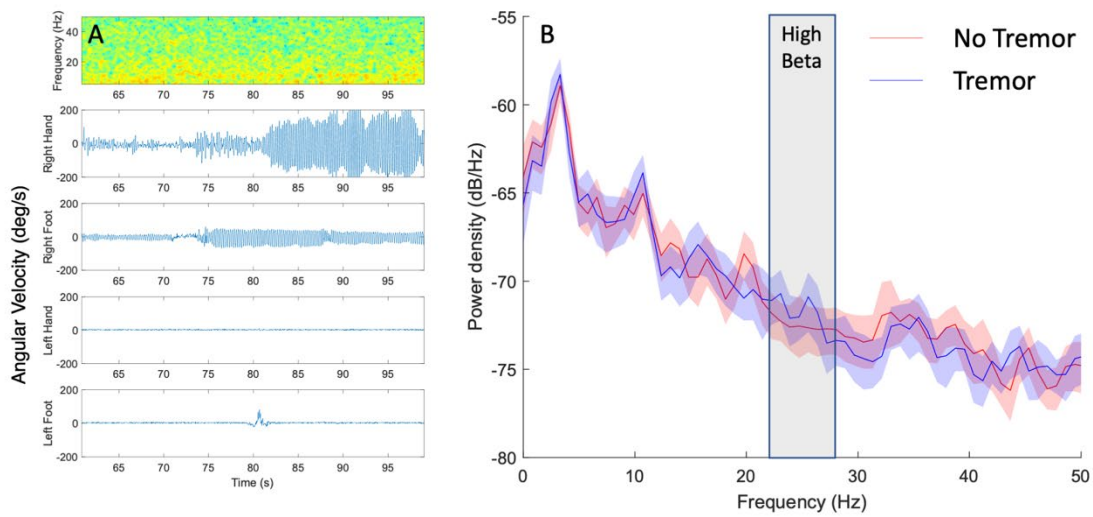 A
Frequency (Hz)
40
20
65 70 75 80 85 90 95
Angular Velocity (deg/s)
Right Hand
200
0
-200
65 70 75 80 85 90 95
Right Foot
200
0
-200
65 70 75 80 85 90 95
Left Hand
200
0
-200
65 70 75 80 85 90 95
Left Foot
200
0
-200
65 70 75 80 85 90 95
Time (s)
B
High
Beta
No Tremor
Tremor
Power density (dB/Hz)
-55
-60
-65
-70
-75
-80
0 10 20 30 40 50
Frequency (Hz)